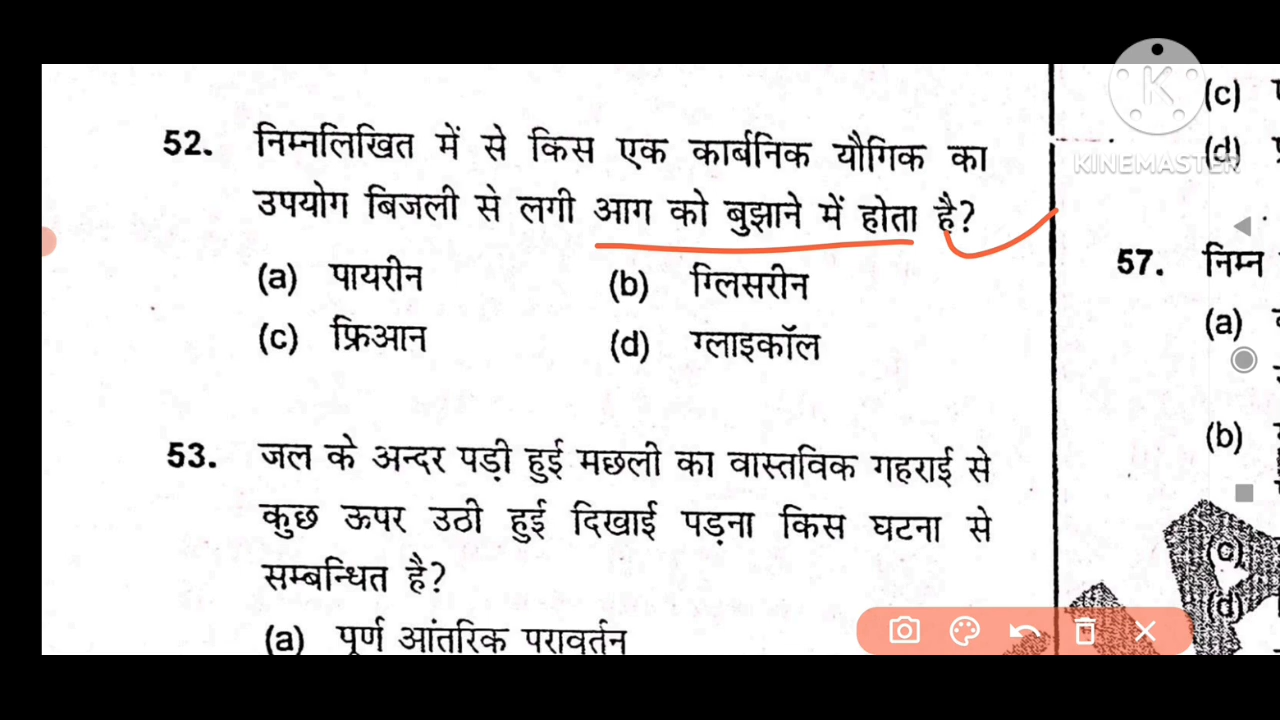 52. निम्नलिखित में से किस एक कार्बनिक यौगिक का
उपयोग बिजली से लगी आग को बुझाने में होता है?
(a) पायरीन (b) ग्लिसरीन
(c) फ्रिआन (d) ग्लाइकॉल
53. जल के अन्दर पड़ी हुई मछली का वास्तविक गहराई से
कुछ ऊपर उठी हुई दिखाई पड़ना किस घटना से
सम्बन्धित है?
(a) पूर्ण आंतरिक परावर्तन
(c)
(d)
KINEMASTER
57. निम्न
(a)
(b)
(c)
(d)